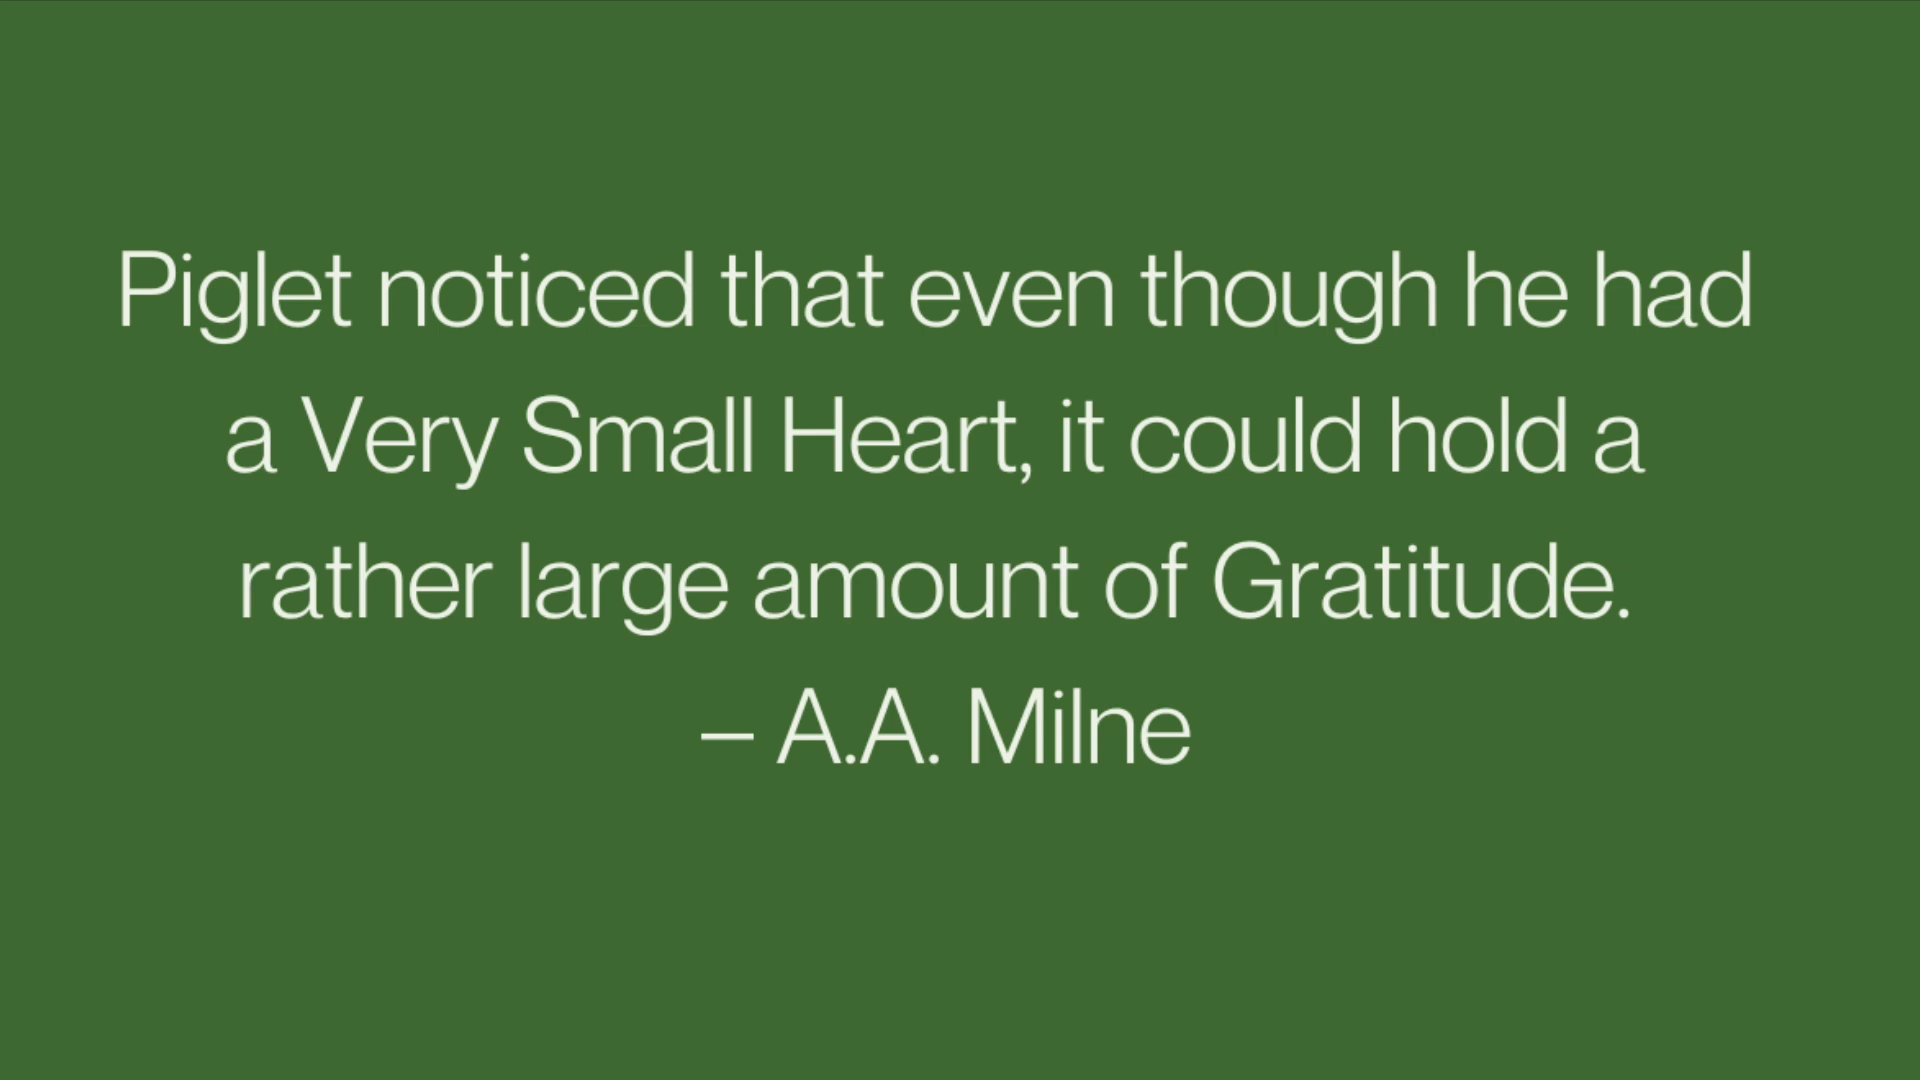 Piglet noticed that even though he had
a Very Small Heart, it could hold a
rather large amount of Gratitude.
– A.A. Milne